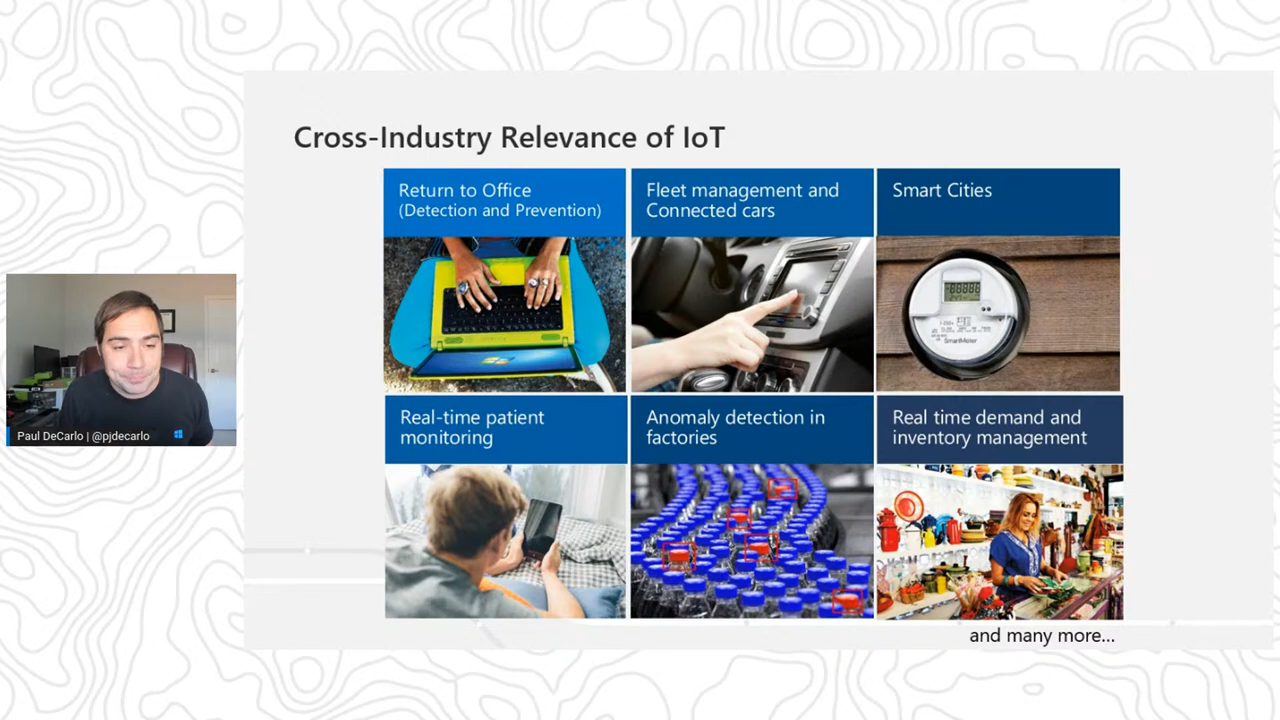 Cross-Industry Relevance of IoT
Return to Office
(Detection and Prevention)
Fleet management and
Connected cars
Smart Cities
SmartMeter
Real-time patient
monitoring
Anomaly detection in
factories
Real time demand and
inventory management
and many more...
Paul DeCarlo | @pjdecarlo